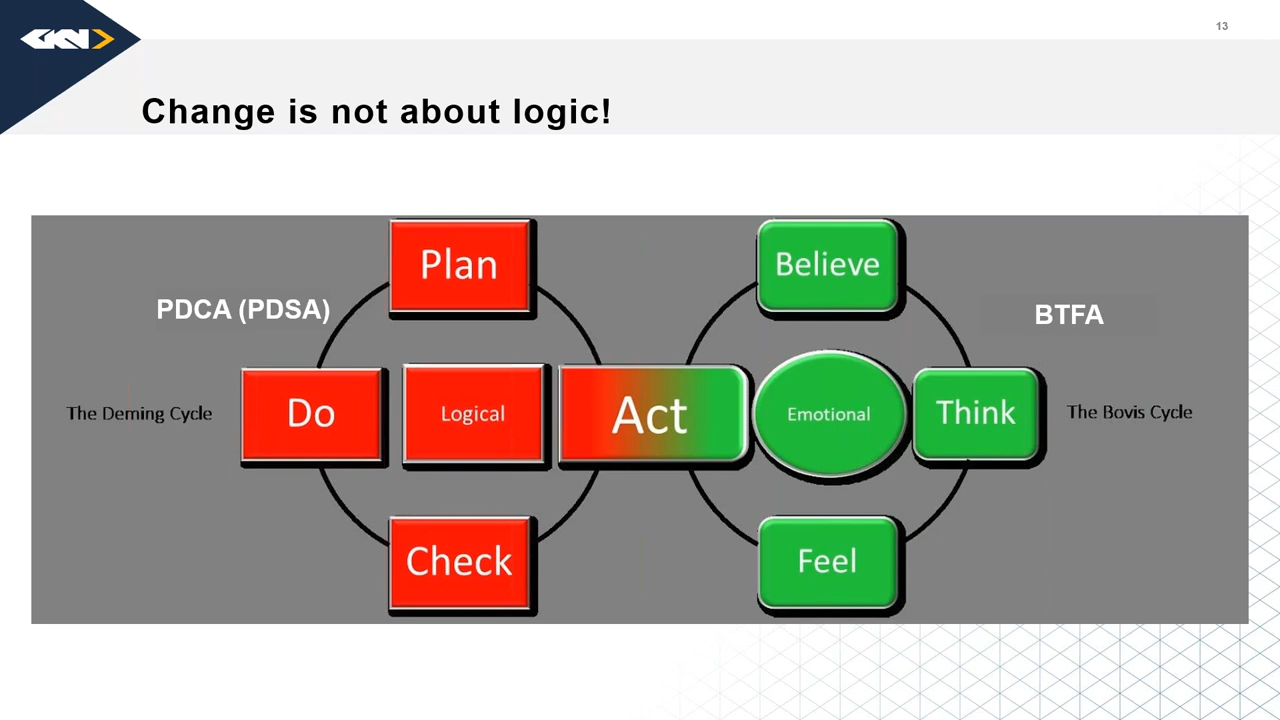 GKN
13
Change is not about logic!
Plan
Believe
PDCA (PDSA)
BTFA
The Deming Cycle
Do
Logical
Act
Emotional
Think
The Bovis Cycle
Check
Feel